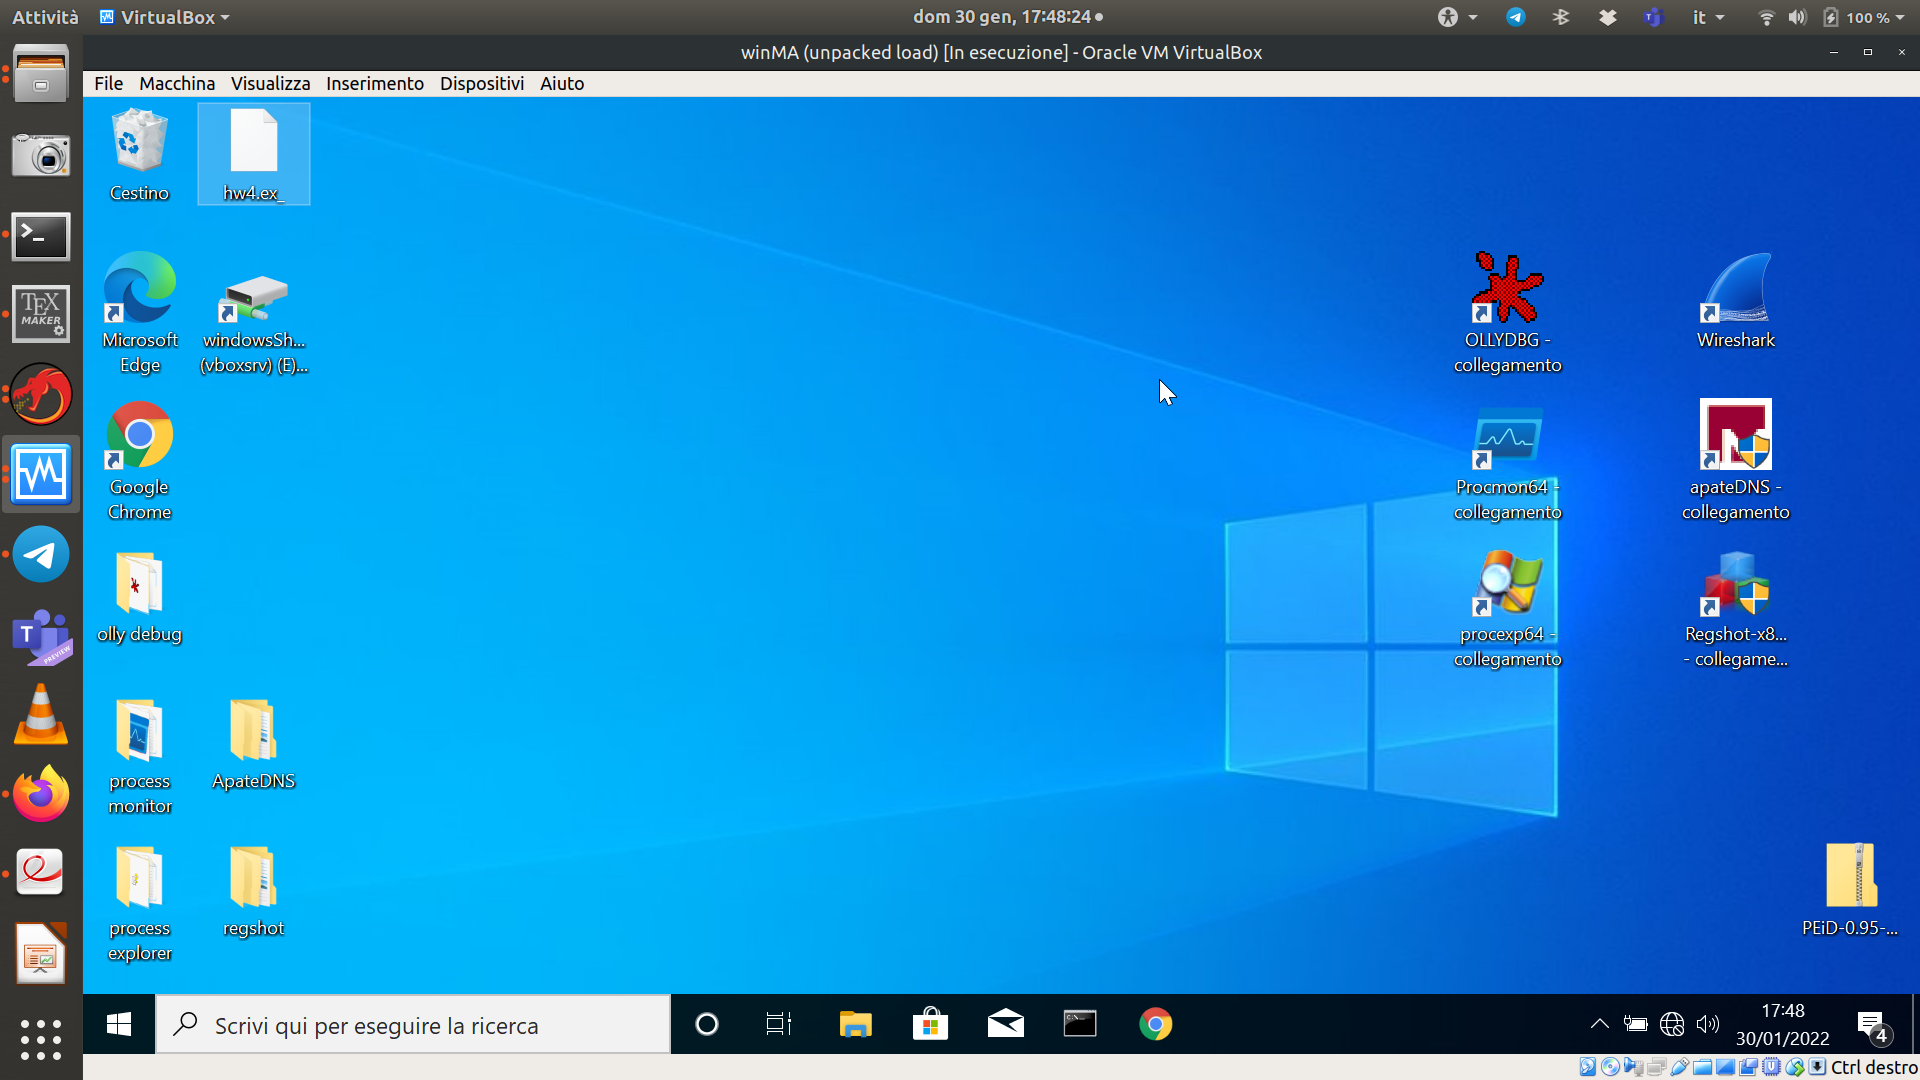 Attività
VirtualBox
dom 30 gen, 17:48:24
it
100 %
winMA (unpacked load) [In esecuzione] - Oracle VM VirtualBox
File Macchina Visualizza Inserimento Dispositivi Aiuto
Cestino
hw4.ex_
Microsoft
Edge
windowsSh...
(vboxsrv) (E)...
OLLYDBG -
collegamento
Wireshark
Google
Chrome
Procmon64 -
collegamento
apateDNS -
collegamento
olly debug
procexp64 -
collegamento
Regshot-x8...
- collegame...
process
monitor
ApateDNS
process
explorer
regshot
PEiD-0.95-...
TEX
MAKER
T
PREVIEW
Scrivi qui per eseguire la ricerca
17:48
30/01/2022
4
Ctrl destro